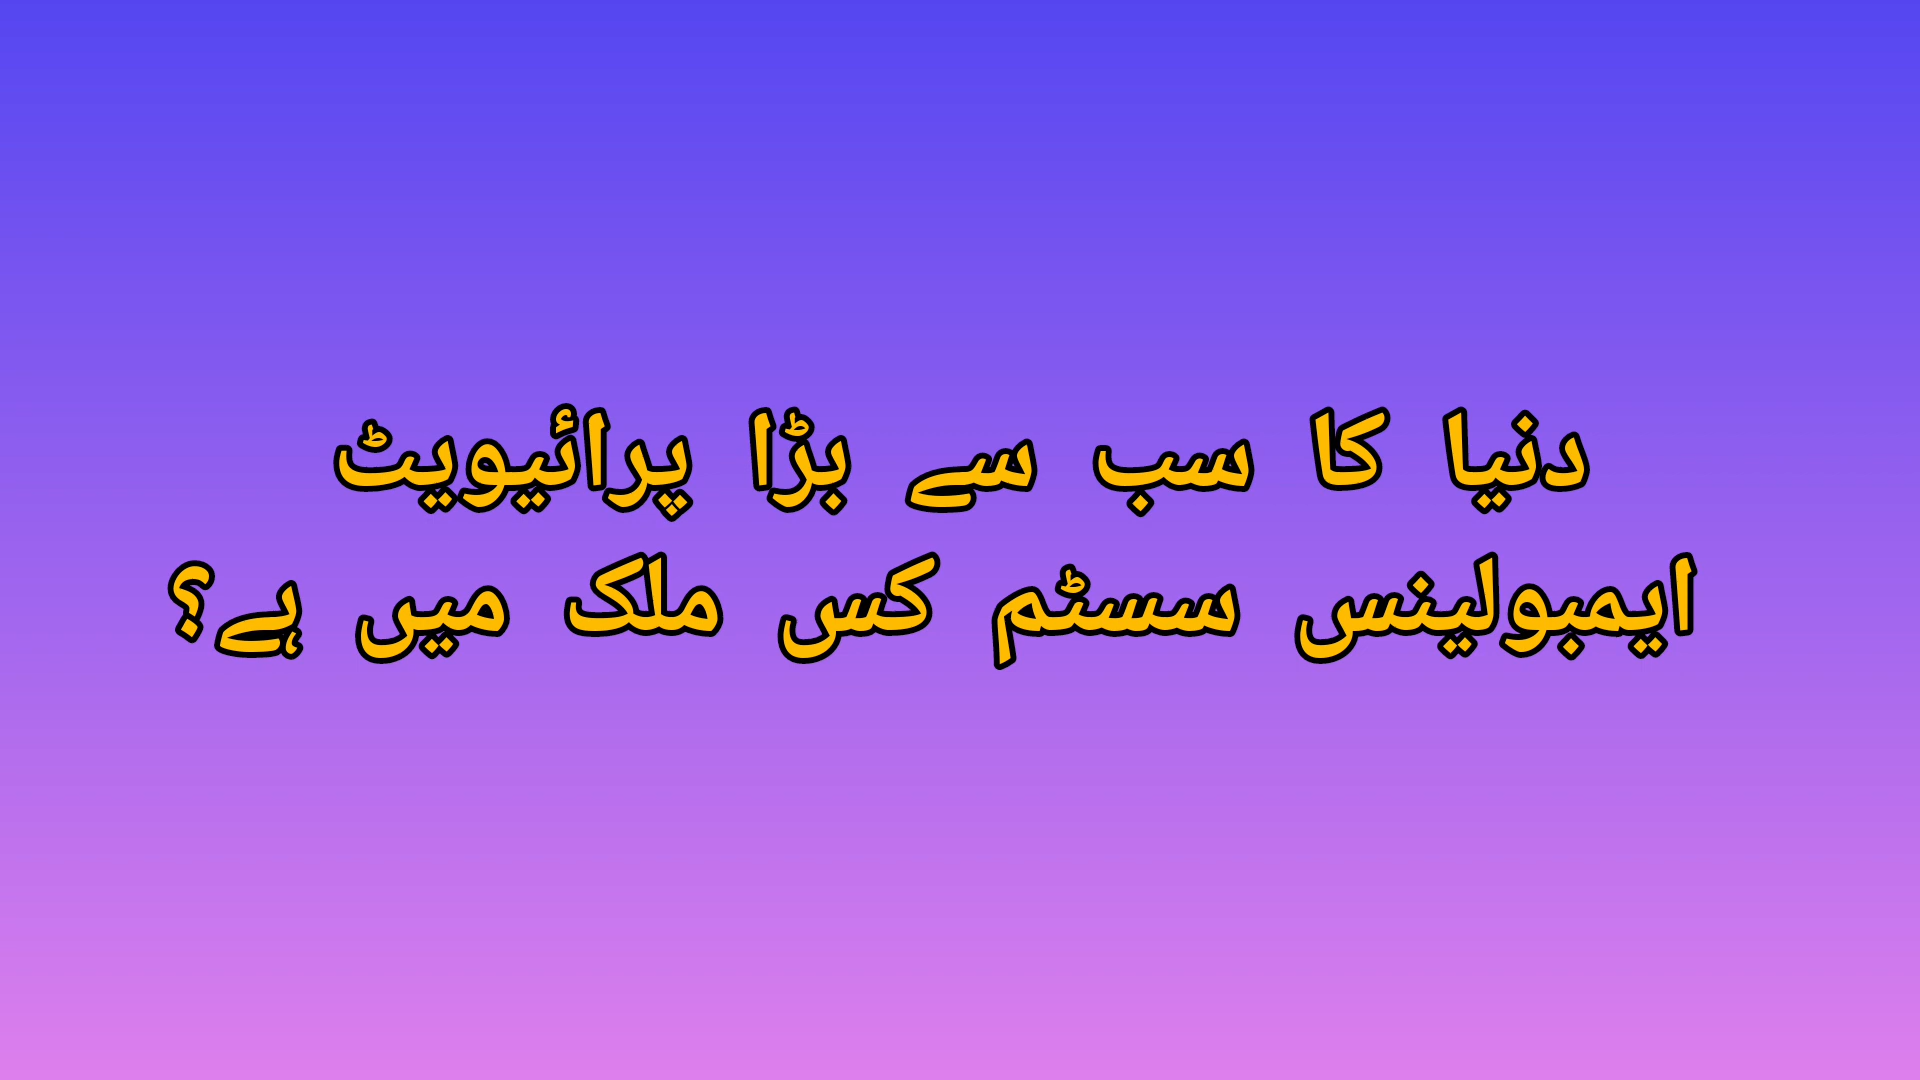 دنیا کا سب سے بڑا پرائیویٹ
ایمبولینس سسٹم کس ملک میں ہے؟